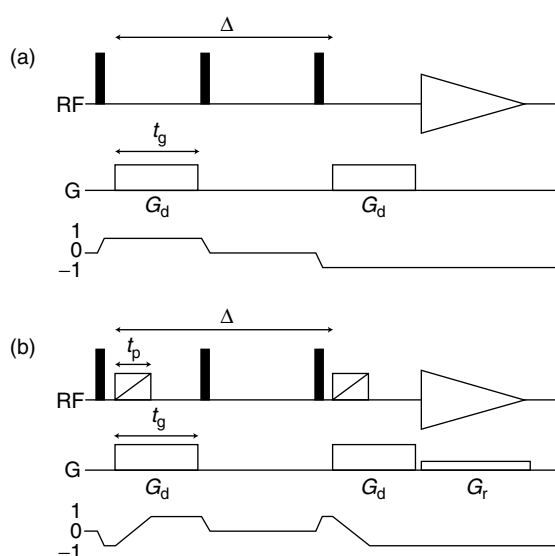 Δ
(a)
RF
t_g
G
G_d G_d
1
0
−1
Δ
(b)
t_p
RF
t_g
G
G_d G_d G_r
1
0
−1